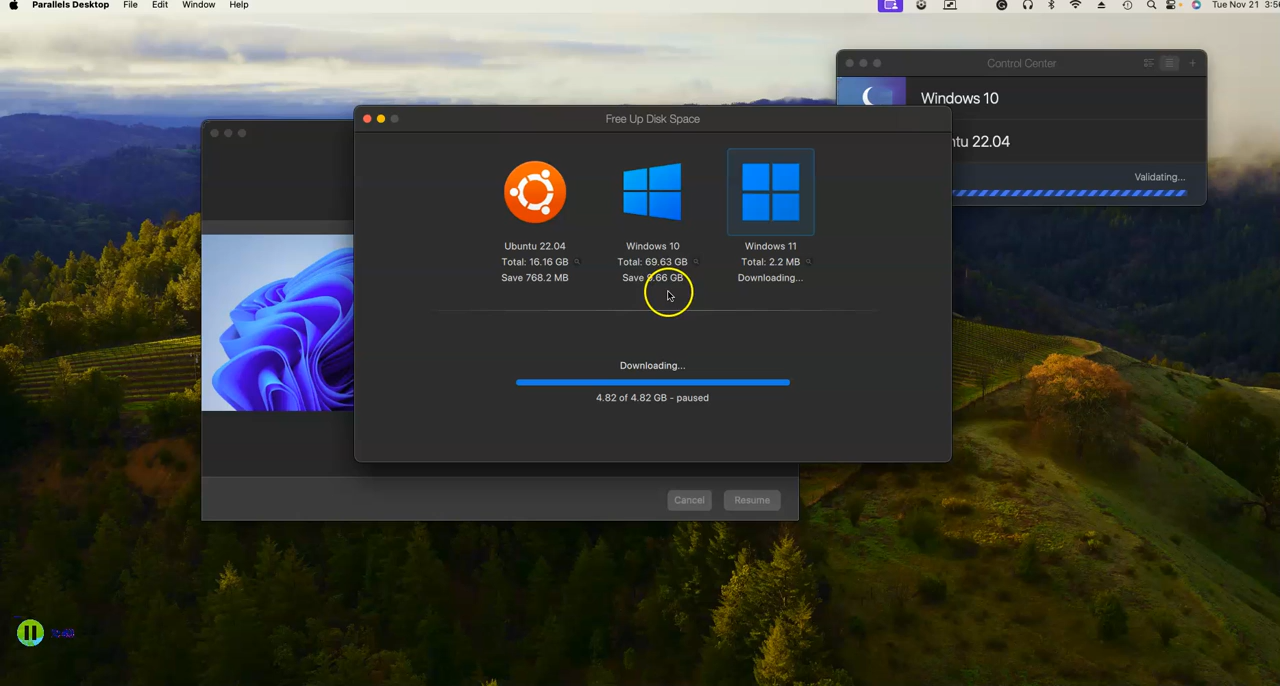 Parallels Desktop File Edit Window Help
Tue Nov 21 3:5
Control Center
Windows 10
ntu 22.04
Validating...
Free Up Disk Space
Ubuntu 22.04
Total: 16.16 GB
Save 768.2 MB
Windows 10
Total: 69.63 GB
Save 9.66 GB
Windows 11
Total: 2.2 MB
Downloading...
Downloading...
4.82 of 4.82 GB - paused
Cancel
Resume